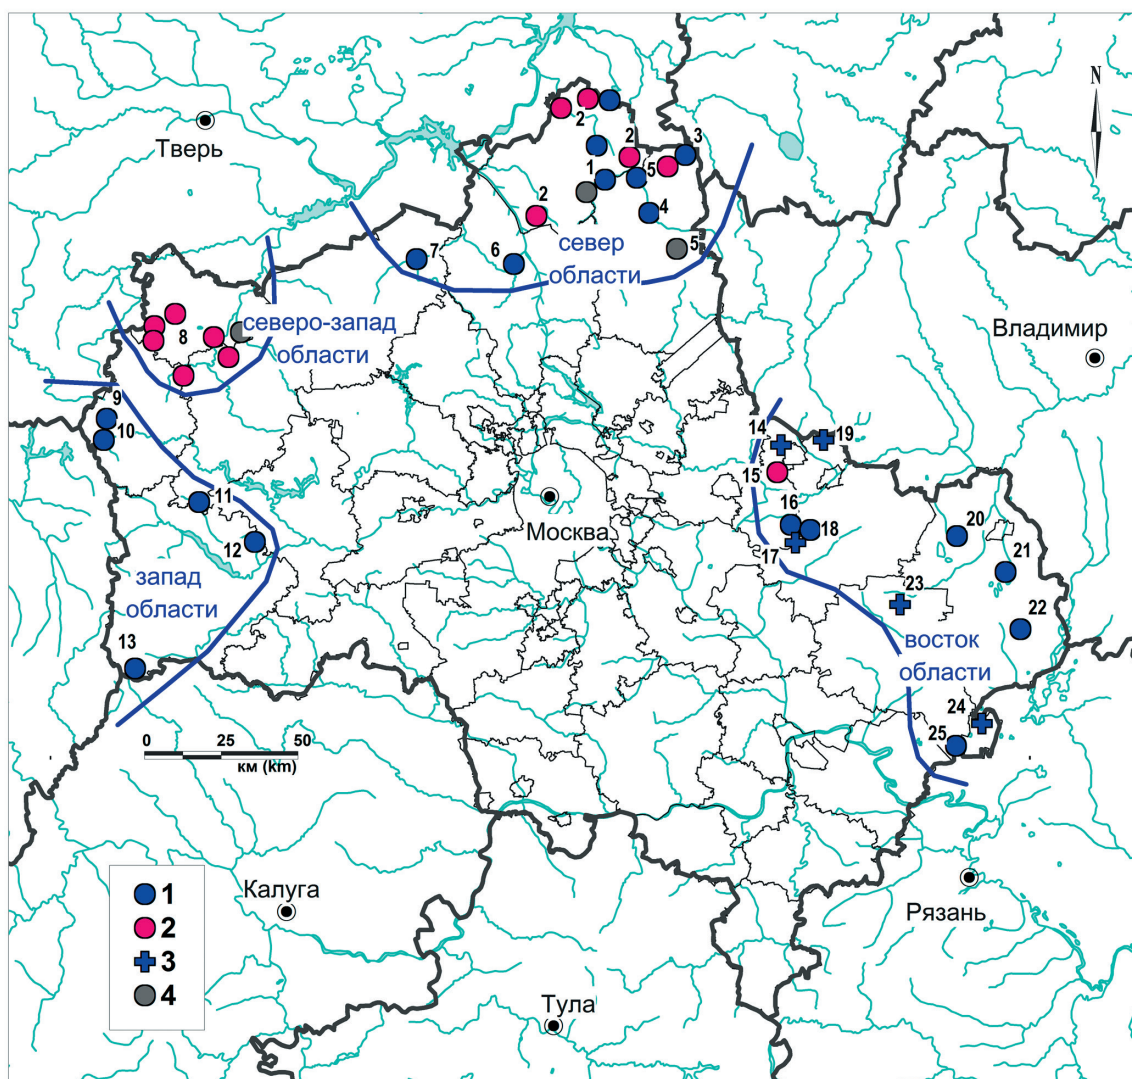 N
Тверь
2
2
3
1
5
2
4
север
области
5
7
6
северо-запад
области
8
Владимир
9
10
14
19
15
11
16
18
20
Москва
12
17
21
запад
области
23
22
восток
области
13
24
25
0 25 50
км (km)
Калуга
Рязань
1
2
3
4
Тула